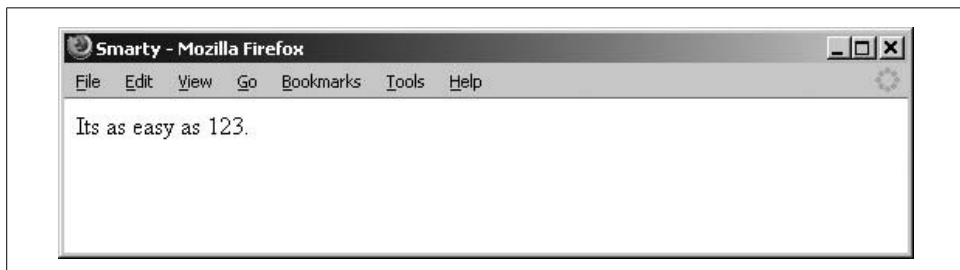 Smarty - Mozilla Firefox
File Edit View Go Bookmarks Tools Help
Its as easy as 123.